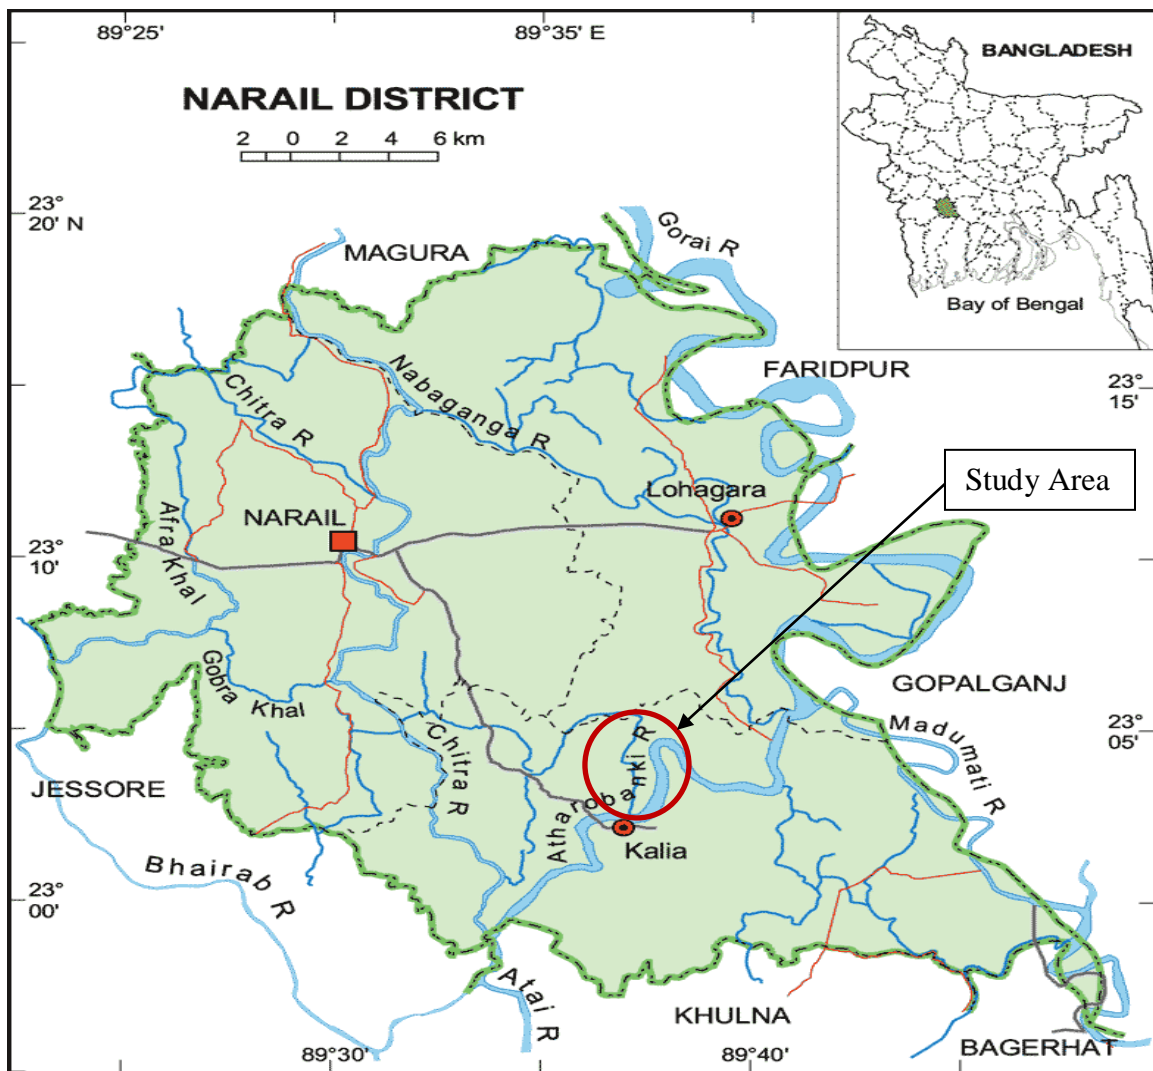 89°25'
89°35' E
BANGLADESH
NARAIL DISTRICT
2 0 2 4 6 km
23°
20' N
Gorai R
MAGURA
Bay of Bengal
FARIDPUR
23°
15'
Chitra R
Nabaganga R
Lohagara
Study Area
Afra Khal
NARAIL
23°
10'
Gobra Khal
GOPALGANJ
Chitra R
Madumati R
23°
05'
JESSORE
Atharobanki R
Kalia
Bhairab R
23°
00'
Atai R
KHULNA
BAGERHAT
89°30'
89°40'